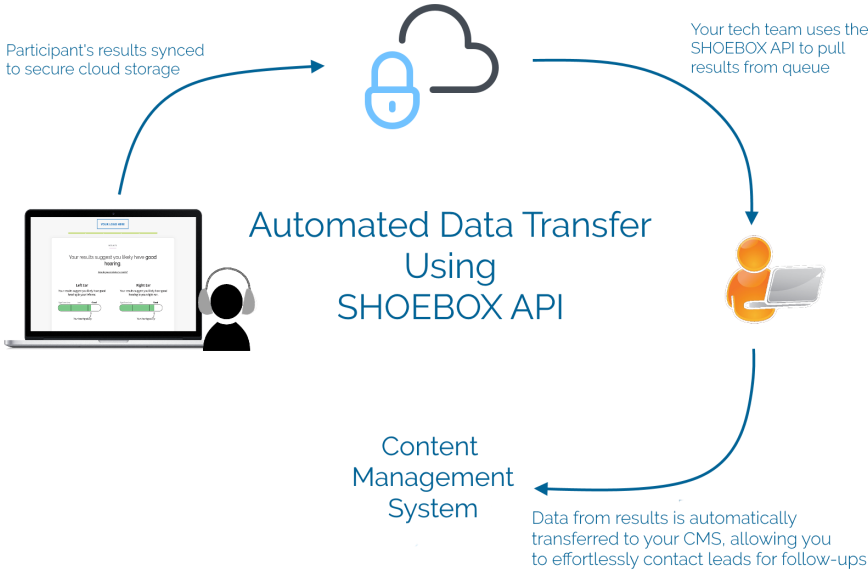 Participant's results synced
to secure cloud storage
Your tech team uses the
SHOEBOX API to pull
results from queue
YOUR LOGO HERE
Your results suggest you likely have good
hearing.
Left Ear
Right Ear
Automated Data Transfer
Using
SHOEBOX API
Content
Management
System
Data from results is automatically
transferred to your CMS, allowing you
to effortlessly contact leads for follow-ups